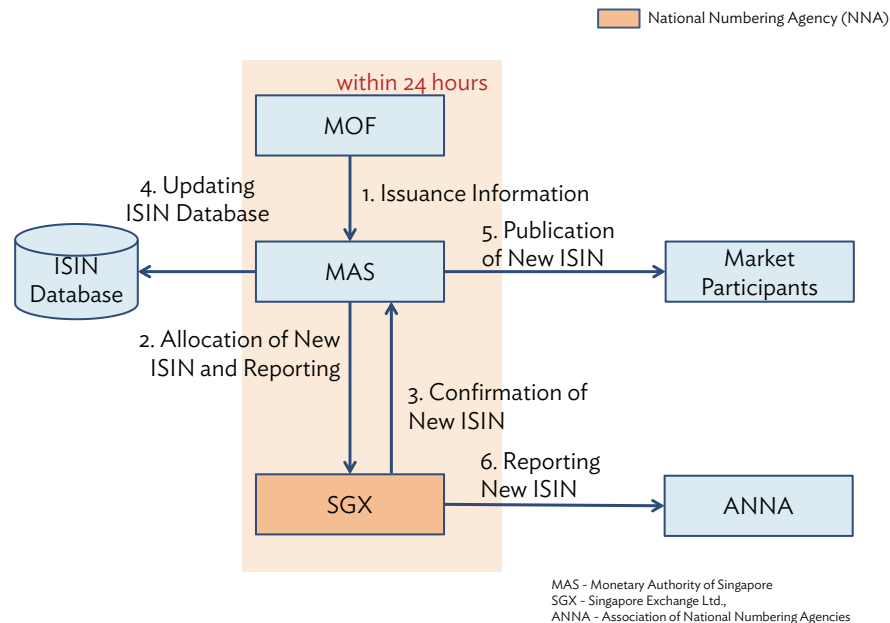 National Numbering Agency (NNA)
within 24 hours
MOF
4. Updating
ISIN Database
1. Issuance Information
5. Publication
of New ISIN
ISIN
Database
MAS
Market
Participants
2. Allocation of New
ISIN and Reporting
3. Confirmation of
New ISIN
6. Reporting
New ISIN
SGX
ANNA
MAS - Monetary Authority of Singapore
SGX - Singapore Exchange Ltd.,
ANNA - Association of National Numbering Agencies